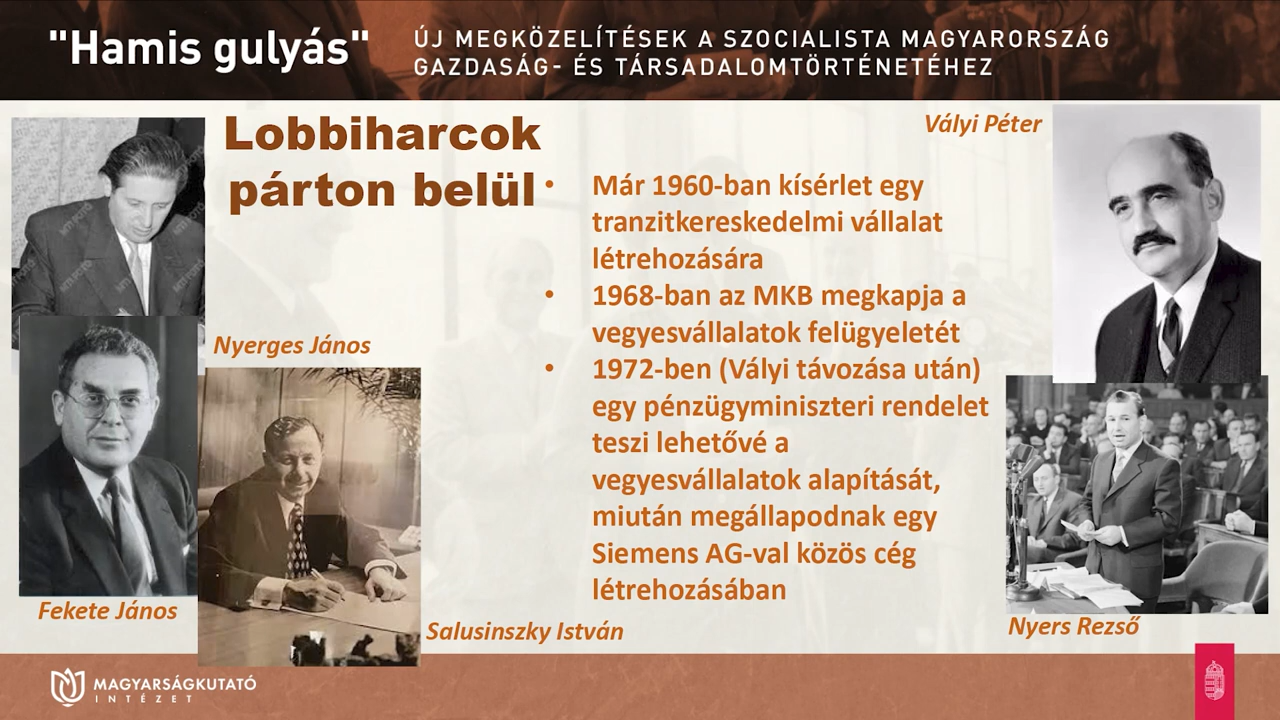 "Hamis gulyás"
ÚJ MEGKÖZELÍTÉSEK A SZOCIALISTA MAGYARORSZÁG
GAZDASÁG- ÉS TÁRSADALOMTÖRTÉNETÉHEZ
Lobbiharcok
párton belül
Vályi Péter
• Már 1960-ban kísérlet egy
tranzitkereskedelmi vállalat
létrehozására
• 1968-ban az MKB megkapja a
vegyesvállalatok felügyeletét
• 1972-ben (Vályi távozása után)
egy pénzügyminiszteri rendelet
teszi lehetővé a
vegyesvállalatok alapítását,
miután megállapodnak egy
Siemens AG-val közös cég
létrehozásában
Nyerges János
Fekete János
Salusinszky István
Nyers Rezső
MAGYARSÁGKUTATÓ
INTÉZET